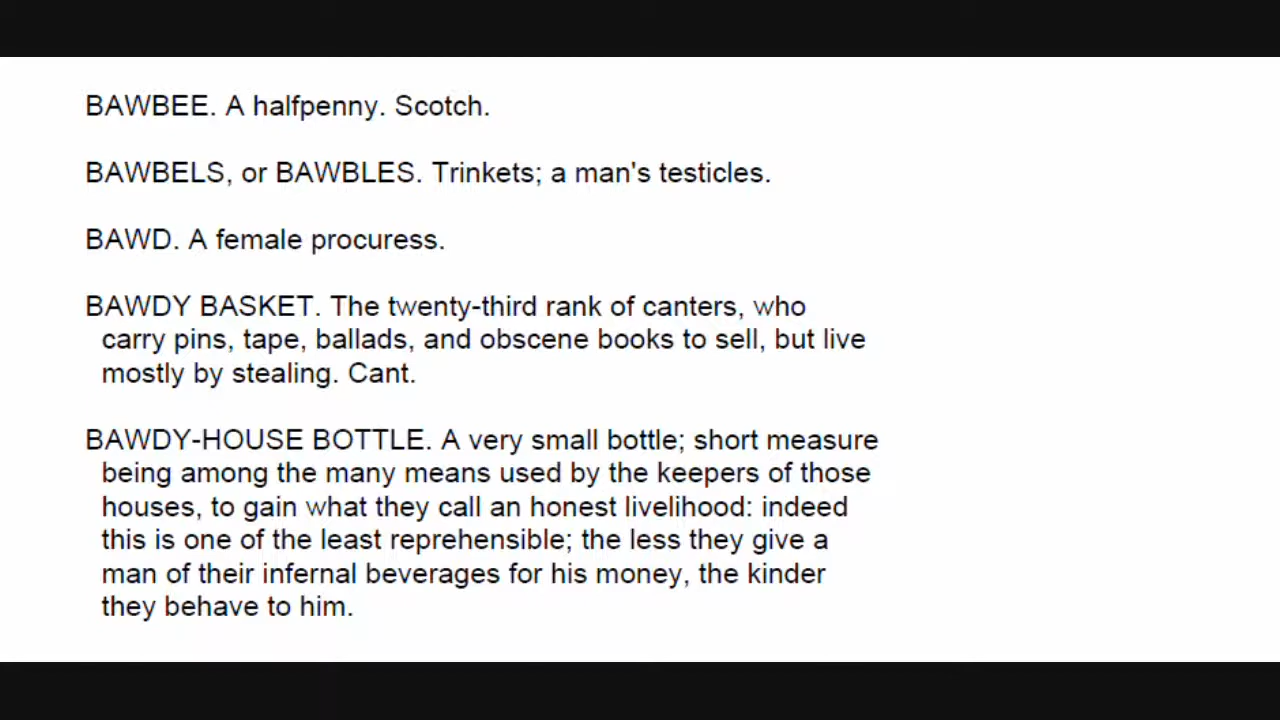 BAWBEE. A halfpenny. Scotch.
BAWBELS, or BAWBLES. Trinkets; a man's testicles.
BAWD. A female procuress.
BAWDY BASKET. The twenty-third rank of canters, who
carry pins, tape, ballads, and obscene books to sell, but live
mostly by stealing. Cant.
BAWDY-HOUSE BOTTLE. A very small bottle; short measure
being among the many means used by the keepers of those
houses, to gain what they call an honest livelihood: indeed
this is one of the least reprehensible; the less they give a
man of their infernal beverages for his money, the kinder
they behave to him.